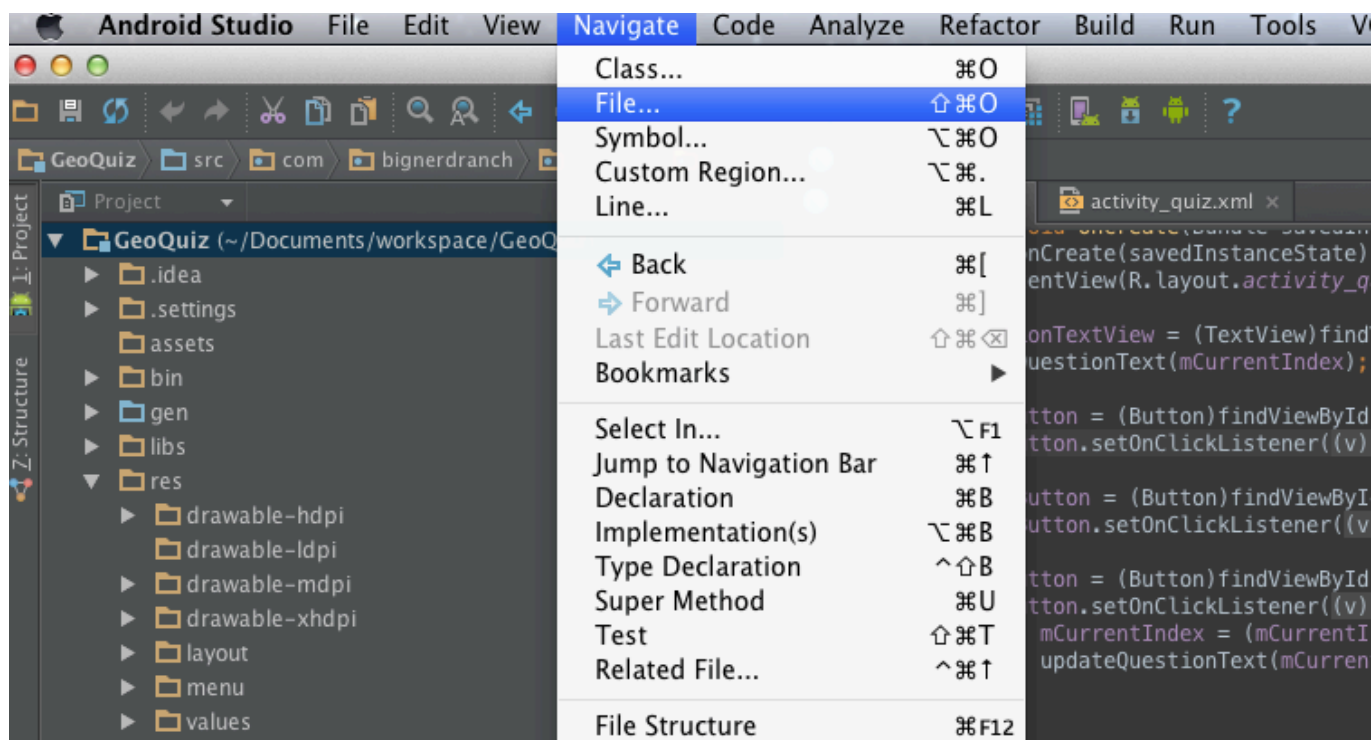 Android Studio File Edit View Navigate Code Analyze Refactor Build Run Tools
Class... ⌘O
File... ⇧⌘O
Symbol... ⌥⌘O
Custom Region... ⌥⌘.
Line... ⌘L
Back ⌘[
Forward ⌘]
Last Edit Location ⇧⌘⌫
Bookmarks ▶
Select In... ⌥F1
Jump to Navigation Bar ⌘↑
Declaration ⌘B
Implementation(s) ⌥⌘B
Type Declaration ^⇧B
Super Method ⌘U
Test ⇧⌘T
Related File... ^⌘↑
File Structure ⌘F12
?
GeoQuiz src com bignerdranch
1: Project
Z: Structure
Project
GeoQuiz (~/Documents/workspace/GeoQ
.idea
.settings
assets
bin
gen
libs
res
drawable-hdpi
drawable-ldpi
drawable-mdpi
drawable-xhdpi
layout
menu
values
activity_quiz.xml ×
nCreate(savedInstanceState)
entView(R.layout.activity_q
onTextView = (TextView)find
uestionText(mCurrentIndex);
tton = (Button)findViewById
tton.setOnClickListener((v)
utton = (Button)findViewByI
utton.setOnClickListener((v
tton = (Button)findViewById
tton.setOnClickListener((v)
mCurrentIndex = (mCurrentI
updateQuestionText(mCurren